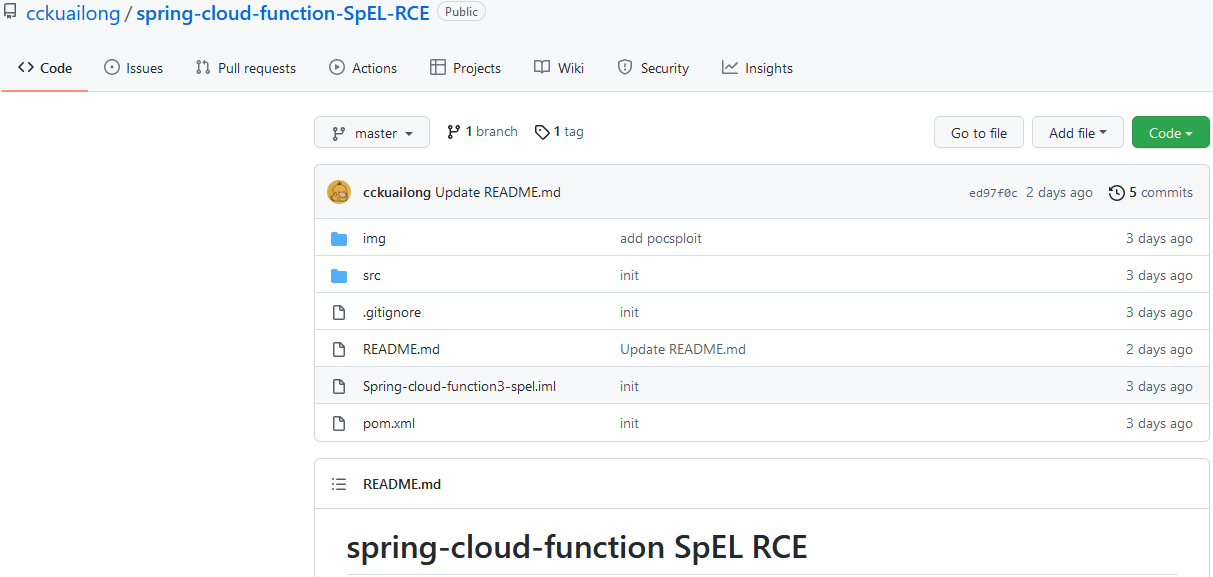 cckuailong / spring-cloud-function-SpEL-RCE Public
Code Issues Pull requests Actions Projects Wiki Security Insights
master 1 branch 1 tag Go to file Add file Code
cckuailong Update README.md ed97f0c 2 days ago 5 commits
img add pocsploit 3 days ago
src init 3 days ago
.gitignore init 3 days ago
README.md Update README.md 2 days ago
Spring-cloud-function3-spel.iml init 3 days ago
pom.xml init 3 days ago
README.md
spring-cloud-function SpEL RCE